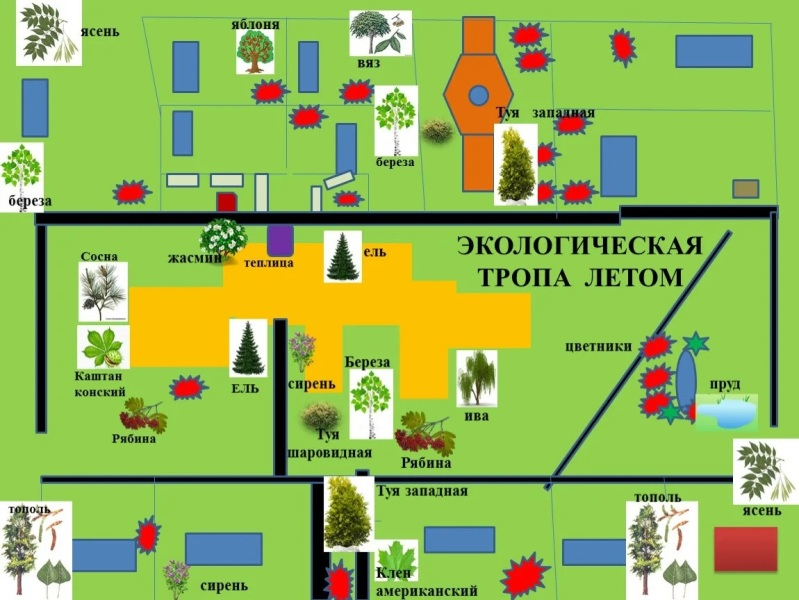 ясень
яблоня
вяз
Туя западная
береза
береза
ЭКОЛОГИЧЕСКАЯ
ТРОПА ЛЕТОМ
Сосна
жасмин
теплица
ель
цветники
Береза
Каштан
конский
ЕЛЬ
сирень
пруд
ива
Рябина
Туя
шаровидная
Рябина
Туя западная
тополь
тополь
ясень
сирень
Клен
американский